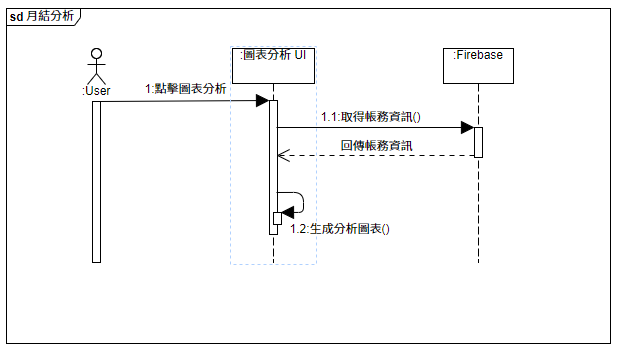 sd 月結分析
:User
:圖表分析 UI
:Firebase
1:點擊圖表分析
1.1:取得帳務資訊()
回傳帳務資訊
1.2:生成分析圖表()